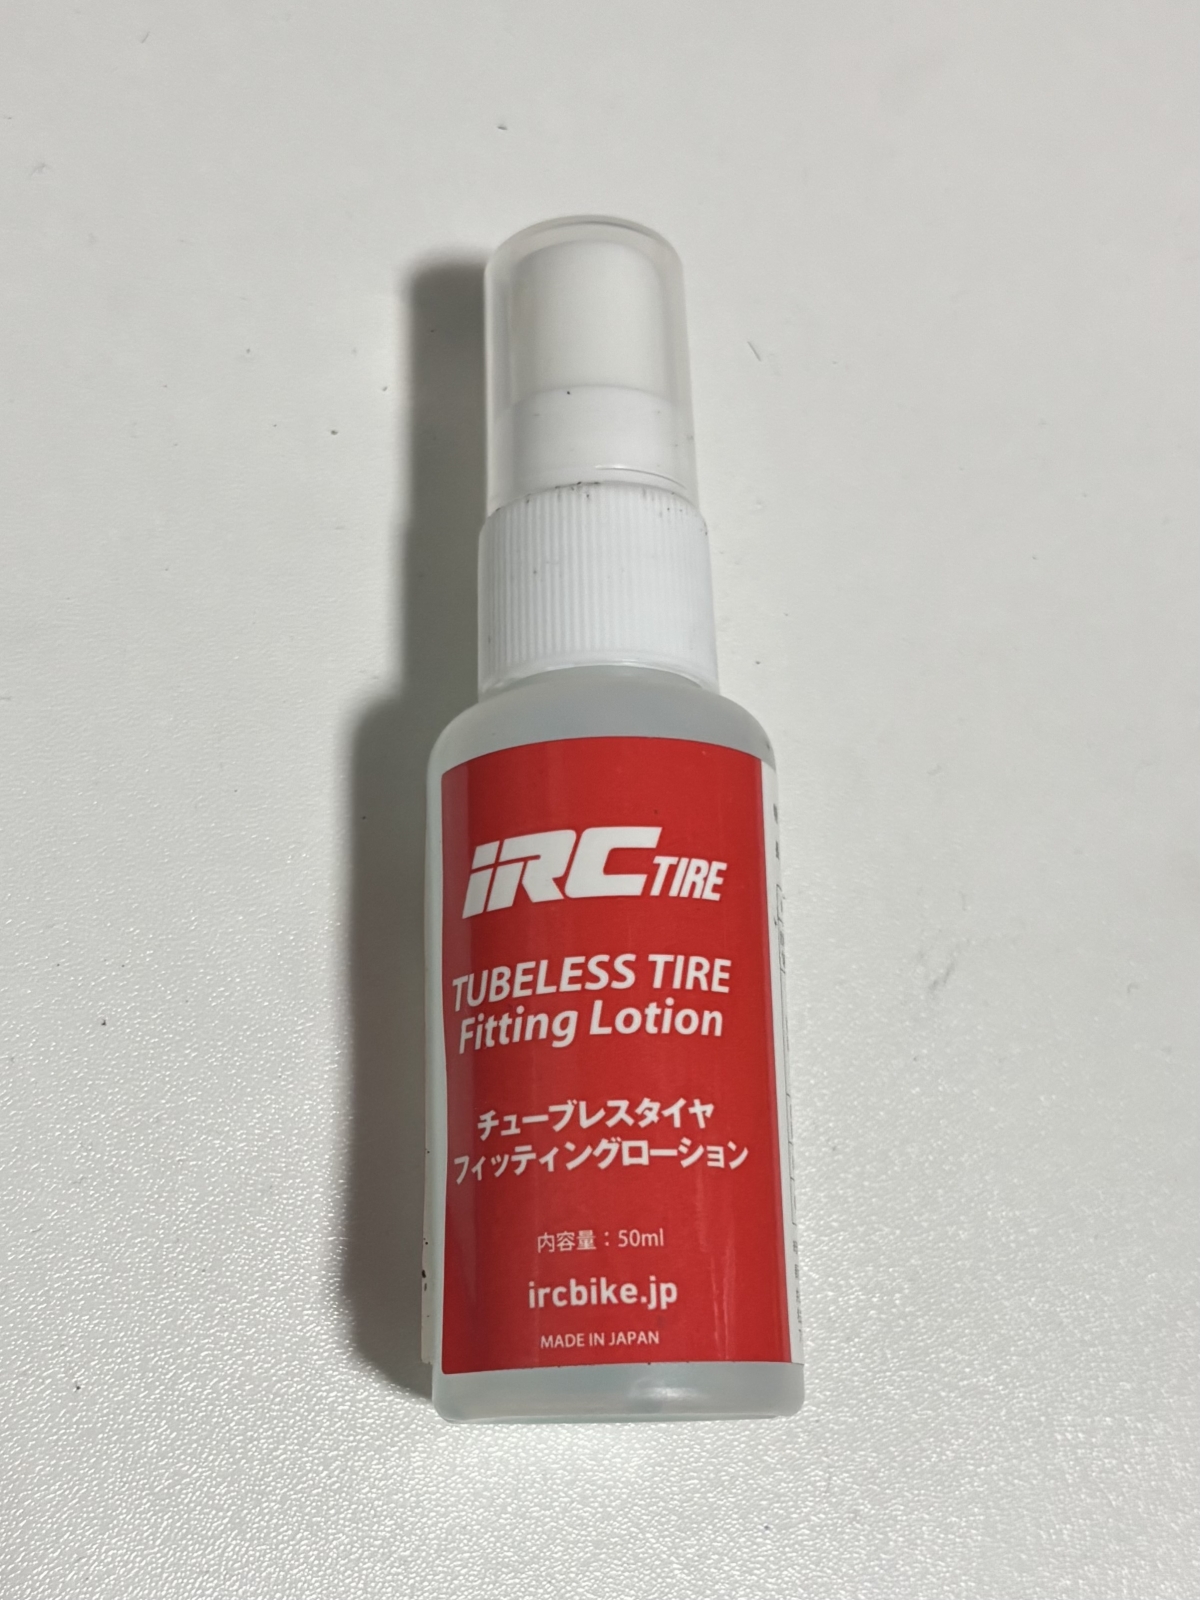 iRC TIRE
TUBELESS TIRE
Fitting Lotion
チューブレスタイヤ
フィッティングローション
内容量：50ml
ircbike.jp
MADE IN JAPAN